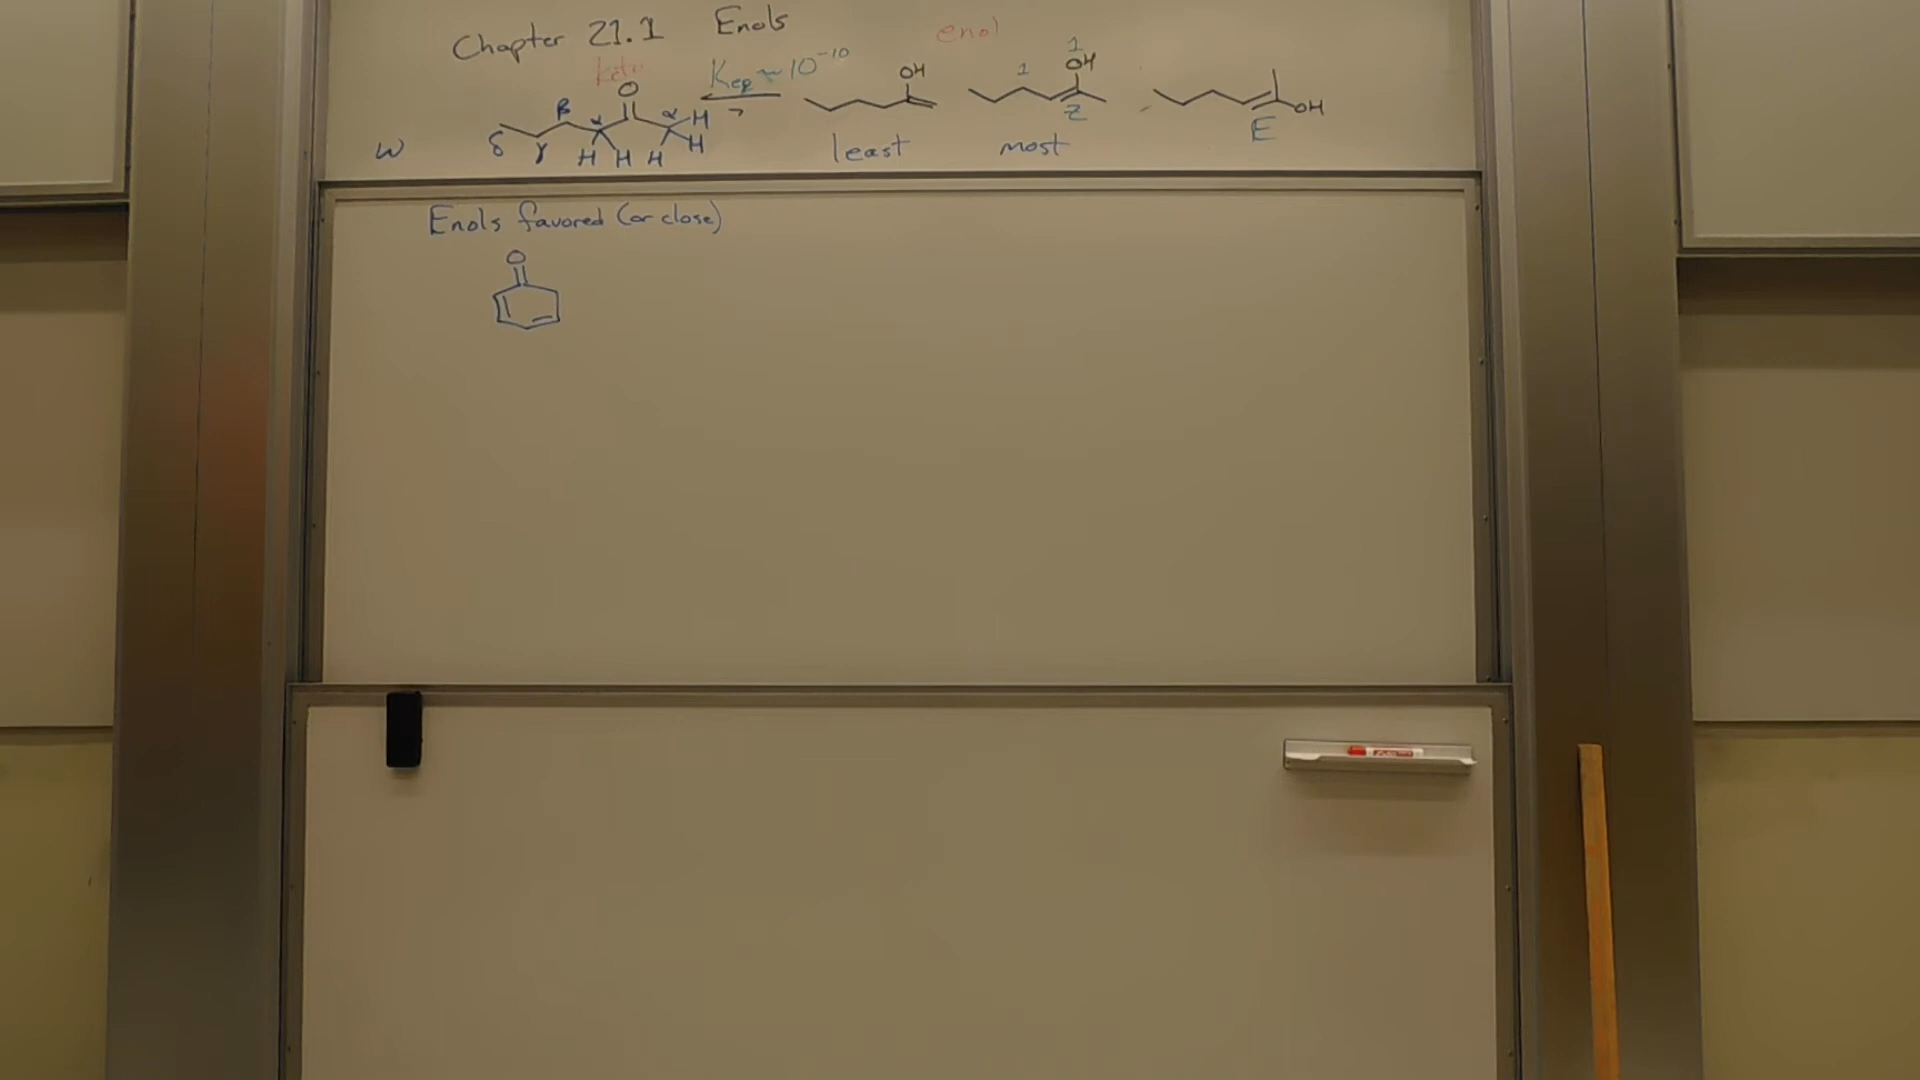 Chapter 21.1 Enols
keto
Keq ~ 10^-10
enol
O
β α α H
δ γ H H H H
ω
OH
least
1
1 OH
Z
most
OH
E
Enols favored (or close)
O